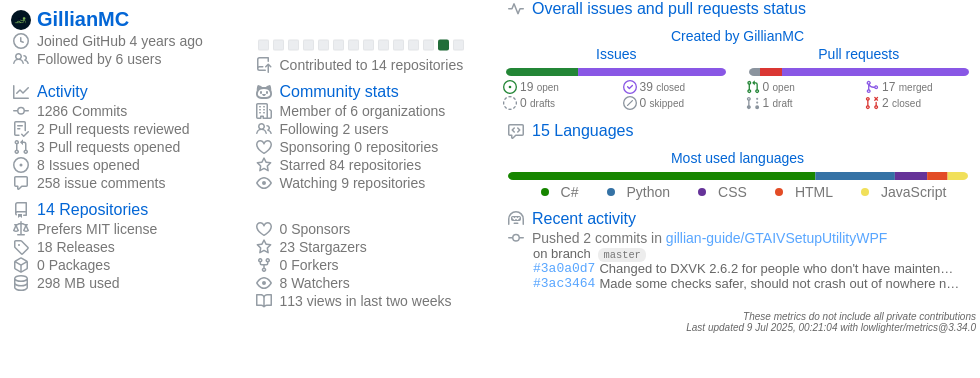 GillianMC
Joined GitHub 4 years ago
Followed by 6 users
Contributed to 14 repositories
Activity
1286 Commits
2 Pull requests reviewed
3 Pull requests opened
8 Issues opened
258 issue comments
Community stats
Member of 6 organizations
Following 2 users
Sponsoring 0 repositories
Starred 84 repositories
Watching 9 repositories
14 Repositories
Prefers MIT license
18 Releases
0 Packages
298 MB used
0 Sponsors
23 Stargazers
0 Forkers
8 Watchers
113 views in last two weeks
Overall issues and pull requests status
Created by GillianMC
Issues
19 open
39 closed
0 drafts
0 skipped
Pull requests
0 open
17 merged
1 draft
2 closed
15 Languages
Most used languages
C# Python CSS HTML JavaScript
Recent activity
Pushed 2 commits in gillian-guide/GTAIVSetupUtilityWPF
on branch master
#3a0a0d7 Changed to DXVK 2.6.2 for people who don't have mainten…
#3ac3464 Made some checks safer, should not crash out of nowhere n…
These metrics do not include all private contributions
Last updated 9 Jul 2025, 00:21:04 with lowlighter/metrics@3.34.0